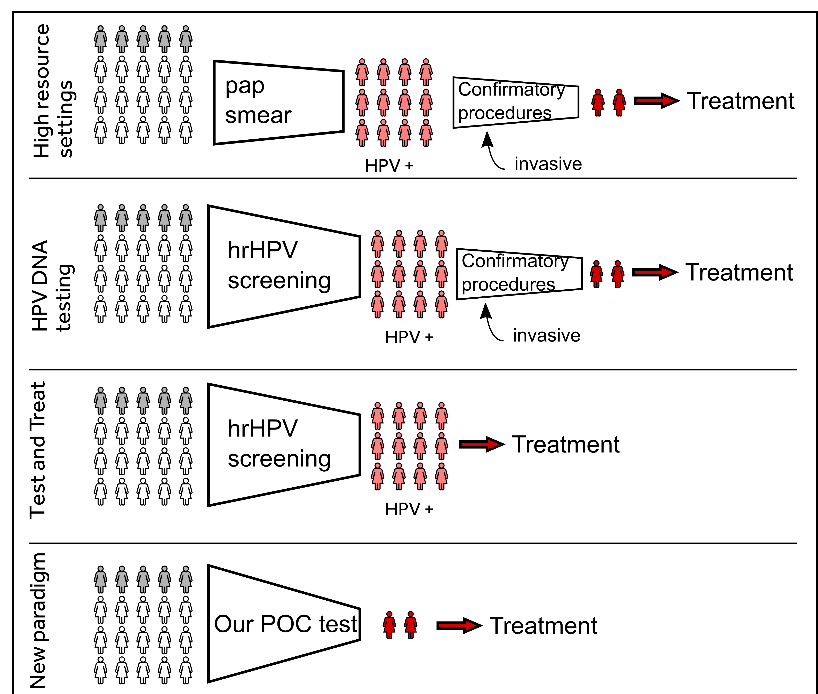 High resource
settings
pap
smear
HPV +
Confirmatory
procedures
invasive
Treatment
HPV DNA
testing
hrHPV
screening
HPV +
Confirmatory
procedures
invasive
Treatment
Test and Treat
hrHPV
screening
HPV +
Treatment
New paradigm
Our POC test
Treatment